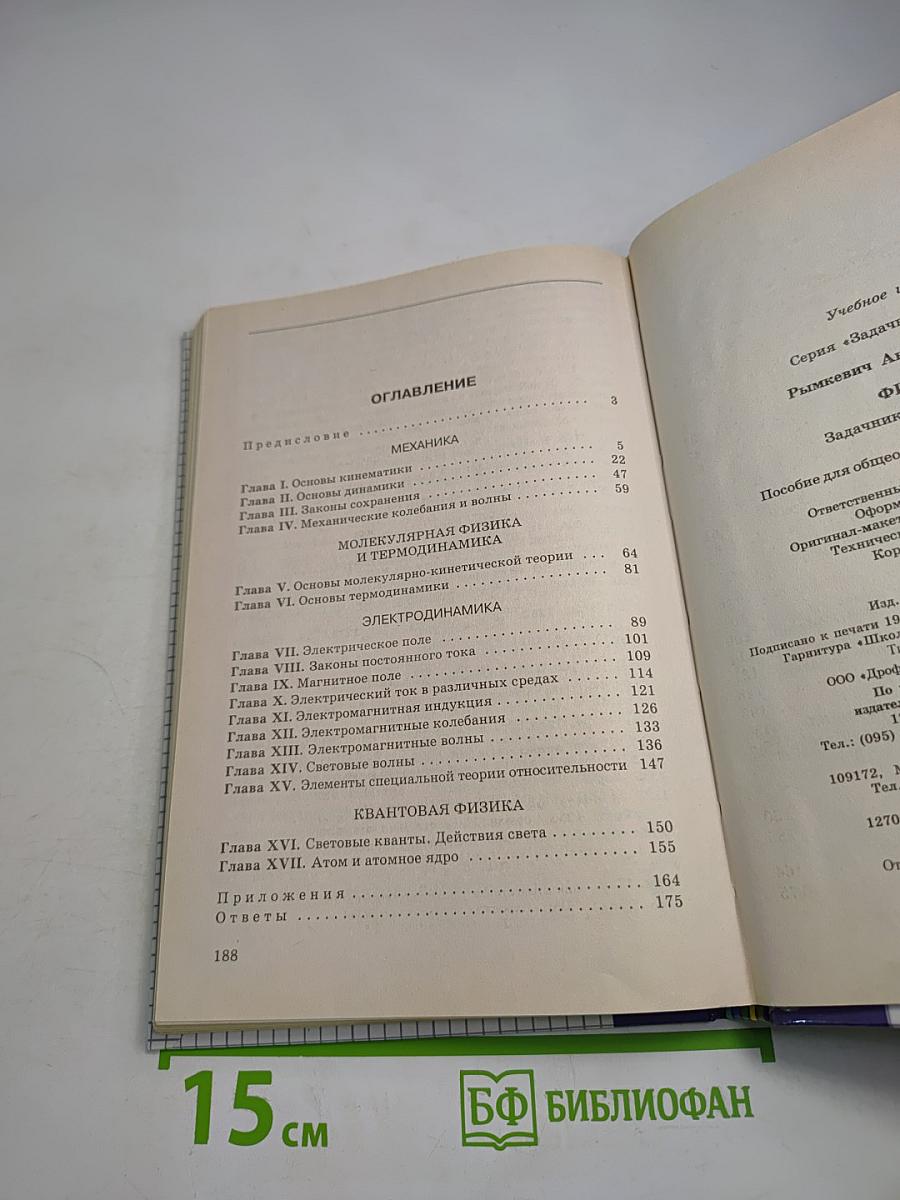 ОГЛАВЛЕНИЕ
Предисловие . . . . . . . . . . . . . . . . . . . . . . . . . . . . 3
МЕХАНИКА
Глава I. Основы кинематики . . . . . . . . . . . . . . . . . . . 5
Глава II. Основы динамики . . . . . . . . . . . . . . . . . . . . 22
Глава III. Законы сохранения . . . . . . . . . . . . . . . . . . 47
Глава IV. Механические колебания и волны . . . . . . . . . . 59
МОЛЕКУЛЯРНАЯ ФИЗИКА
И ТЕРМОДИНАМИКА
Глава V. Основы молекулярно-кинетической теории . . . 64
Глава VI. Основы термодинамики . . . . . . . . . . . . . . . . 81
ЭЛЕКТРОДИНАМИКА
Глава VII. Электрическое поле . . . . . . . . . . . . . . . . . 89
Глава VIII. Законы постоянного тока . . . . . . . . . . . . . 101
Глава IX. Магнитное поле . . . . . . . . . . . . . . . . . . . . 109
Глава X. Электрический ток в различных средах . . . . . . 114
Глава XI. Электромагнитная индукция . . . . . . . . . . . . . 121
Глава XII. Электромагнитные колебания . . . . . . . . . . . 126
Глава XIII. Электромагнитные волны . . . . . . . . . . . . . 133
Глава XIV. Световые волны . . . . . . . . . . . . . . . . . . . 136
Глава XV. Элементы специальной теории относительности 147
КВАНТОВАЯ ФИЗИКА
Глава XVI. Световые кванты. Действия света . . . . . . . . . 150
Глава XVII. Атом и атомное ядро . . . . . . . . . . . . . . . . 155
Приложения . . . . . . . . . . . . . . . . . . . . . . . . . . . . 164
Ответы . . . . . . . . . . . . . . . . . . . . . . . . . . . . . . . 175
188
Учебное
Серия «Задачн
Рымкевич Ан
ФИ
Задачник
Пособие для общео
Ответственны
Оформ
Оригинал-макет
Техническ
Кор
Изд.
Подписано к печати 19
Гарнитура «Школ
ООО «Дроф
По
издател
Тел.: (095)
109172, М
Тел.
1270
От
15 см
БФ БИБЛИОФАН